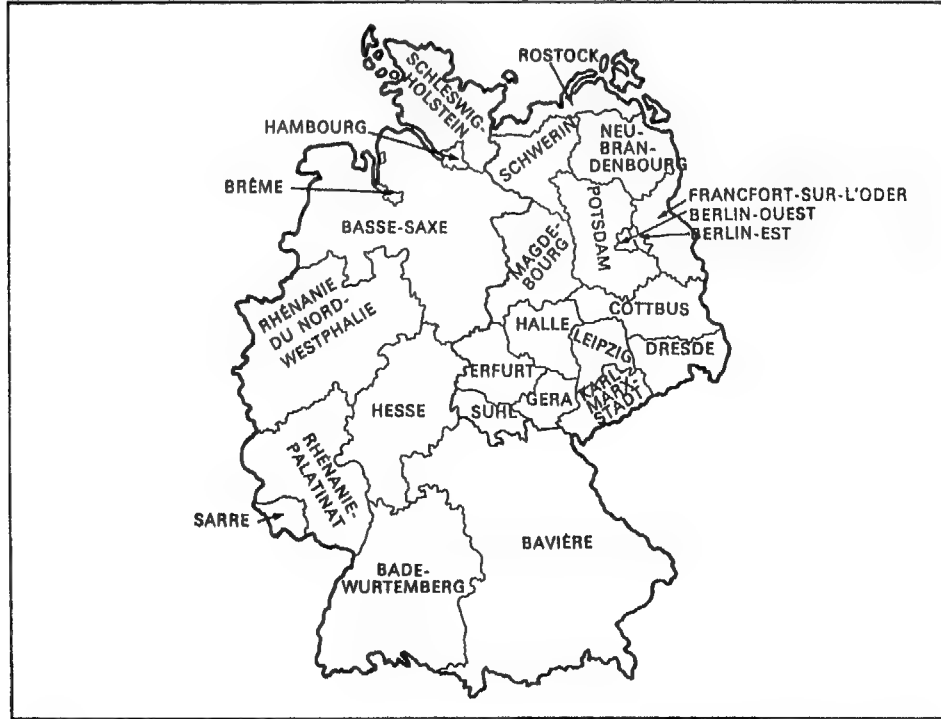 ROSTOCK
SCHLESWIG-
HOLSTEIN
HAMBOURG
SCHWERIN
NEU-
BRAN-
DENBOURG
BRÊME
FRANCFORT-SUR-L'ODER
BERLIN-OUEST
BERLIN-EST
BASSE-SAXE
POTSDAM
MAGDE-
BOURG
RHÉNANIE
DU NORD-
WESTPHALIE
COTTBUS
HALLE
LEIPZIG
DRESDE
ERFURT
KARL-
MARX-
STADT
GERA
SUHL
HESSE
RHÉNANIE-
PALATINAT
SARRE
BAVIÈRE
BADE-
WURTEMBERG